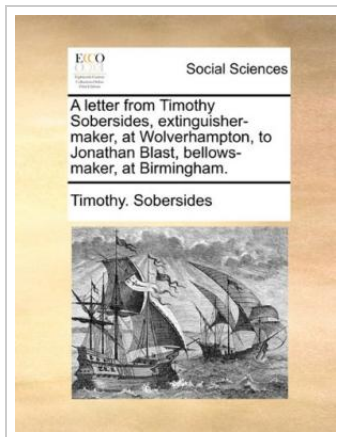 ECCO
Social Sciences
A letter from Timothy
Sobersides, extinguisher-
maker, at Wolverhampton, to
Jonathan Blast, bellows-
maker, at Birmingham.
Timothy. Sobersides